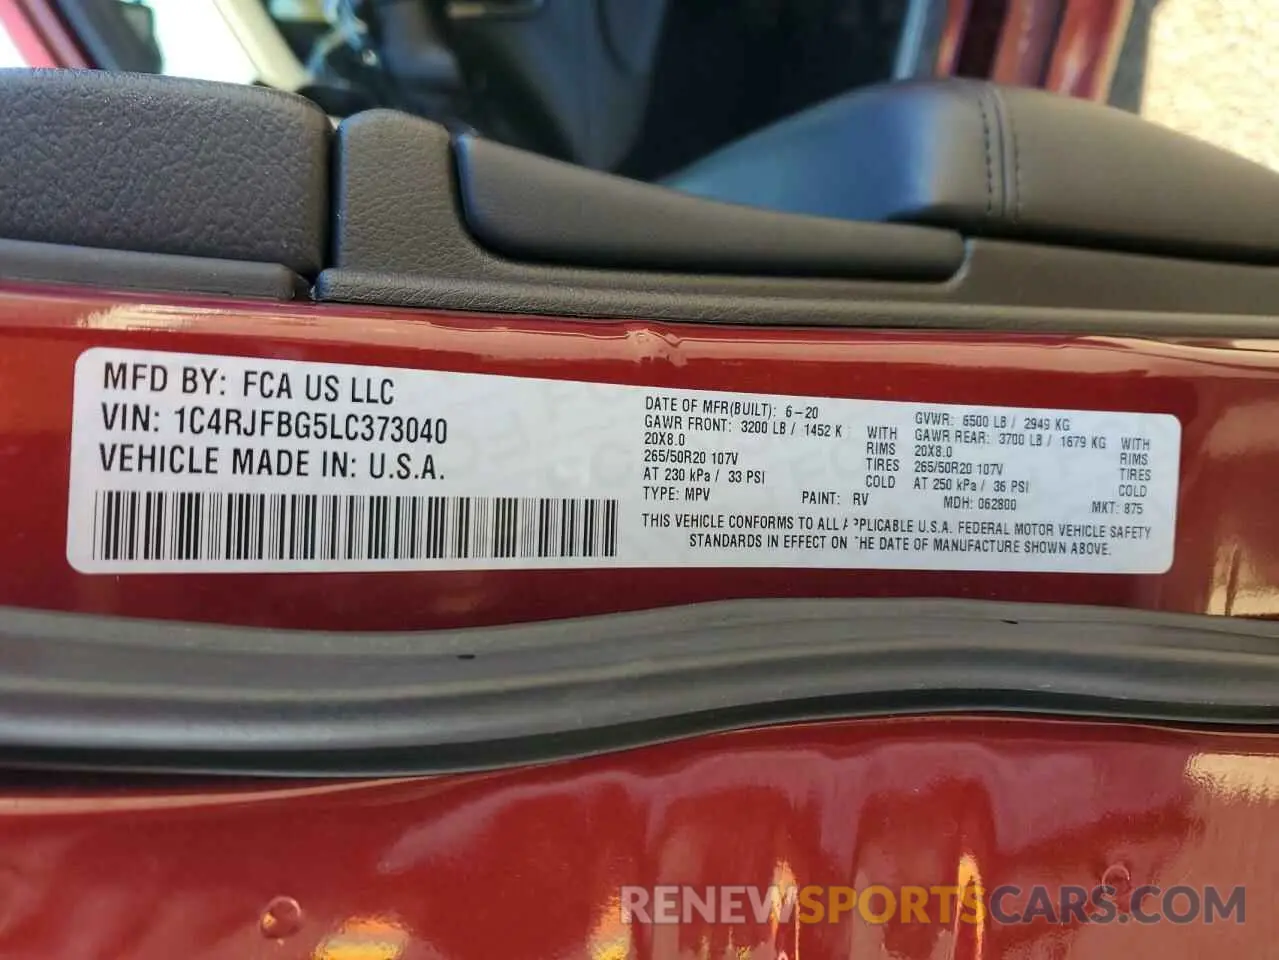 MFD BY: FCA US LLC
VIN: 1C4RJFBG5LC373040
VEHICLE MADE IN: U.S.A.
DATE OF MFR(BUILT): 6-20
GAWR FRONT: 3200 LB / 1452 K WITH
20X8.0 RIMS
265/50R20 107V TIRES
AT 230 kPa / 33 PSI COLD
TYPE: MPV PAINT: RV
GVWR: 6500 LB / 2949 KG
GAWR REAR: 3700 LB / 1679 KG WITH
20X8.0 RIMS
265/50R20 107V TIRES
AT 250 kPa / 36 PSI COLD
MDH: 062800 MKT: 875
THIS VEHICLE CONFORMS TO ALL APPLICABLE U.S.A. FEDERAL MOTOR VEHICLE SAFETY
STANDARDS IN EFFECT ON THE DATE OF MANUFACTURE SHOWN ABOVE.
RENEWSPORTSCARS.COM